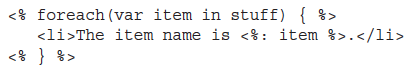 <% foreach(var item in stuff) { %>
   <li>The item name is <%: item %>.</li>
<% } %>